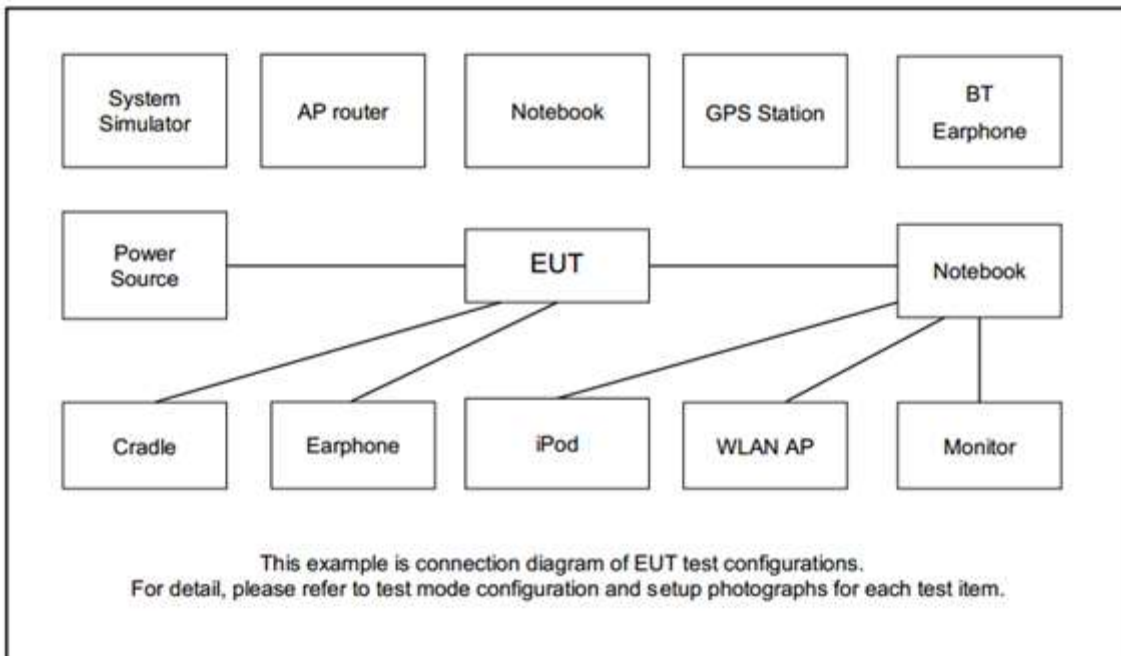 System
Simulator
AP router
Notebook
GPS Station
BT
Earphone
Power
Source
EUT
Notebook
Cradle
Earphone
iPod
WLAN AP
Monitor
This example is connection diagram of EUT test configurations.
For detail, please refer to test mode configuration and setup photographs for each test item.